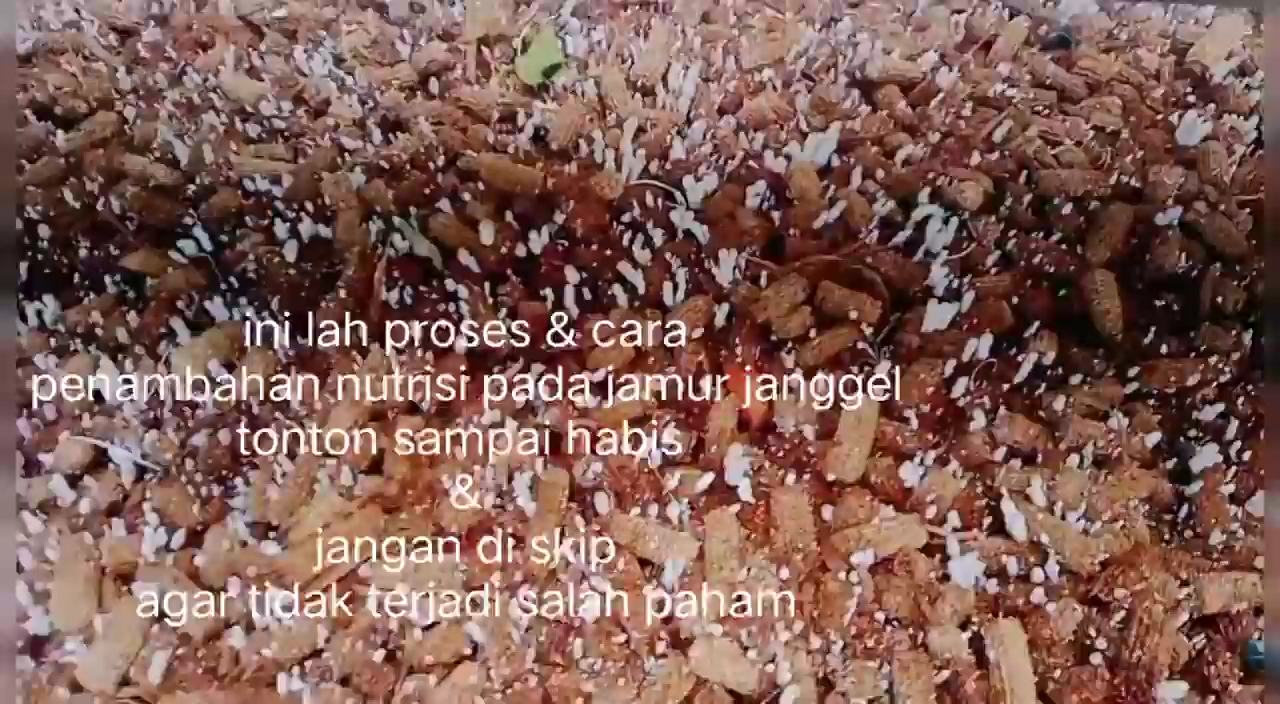 ini lah proses & cara
penambahan nutrisi pada jamur janggel
tonton sampai habis
&
jangan di skip
agar tidak terjadi salah paham